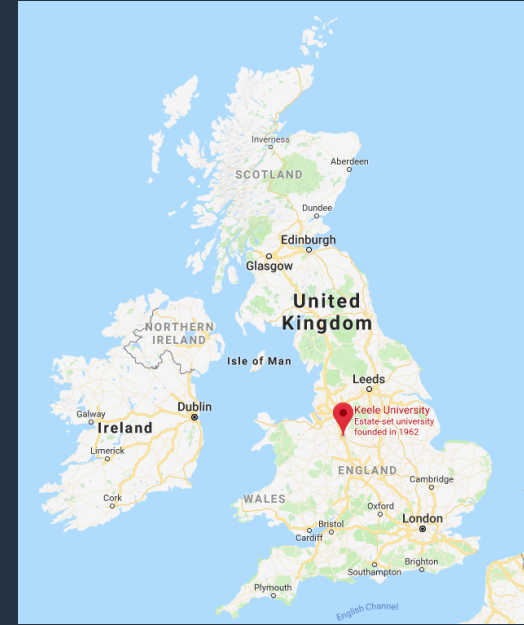 Inverness
Aberdeen
SCOTLAND
Dundee
Edinburgh
Glasgow
United
Kingdom
NORTHERN
IRELAND
Isle of Man
Leeds
Dublin
Keele University
Estate-set university
founded in 1962
Galway
Ireland
Limerick
ENGLAND
Cambridge
Cork
WALES
Oxford
London
Bristol
Cardiff
Brighton
Southampton
Plymouth
English Channel